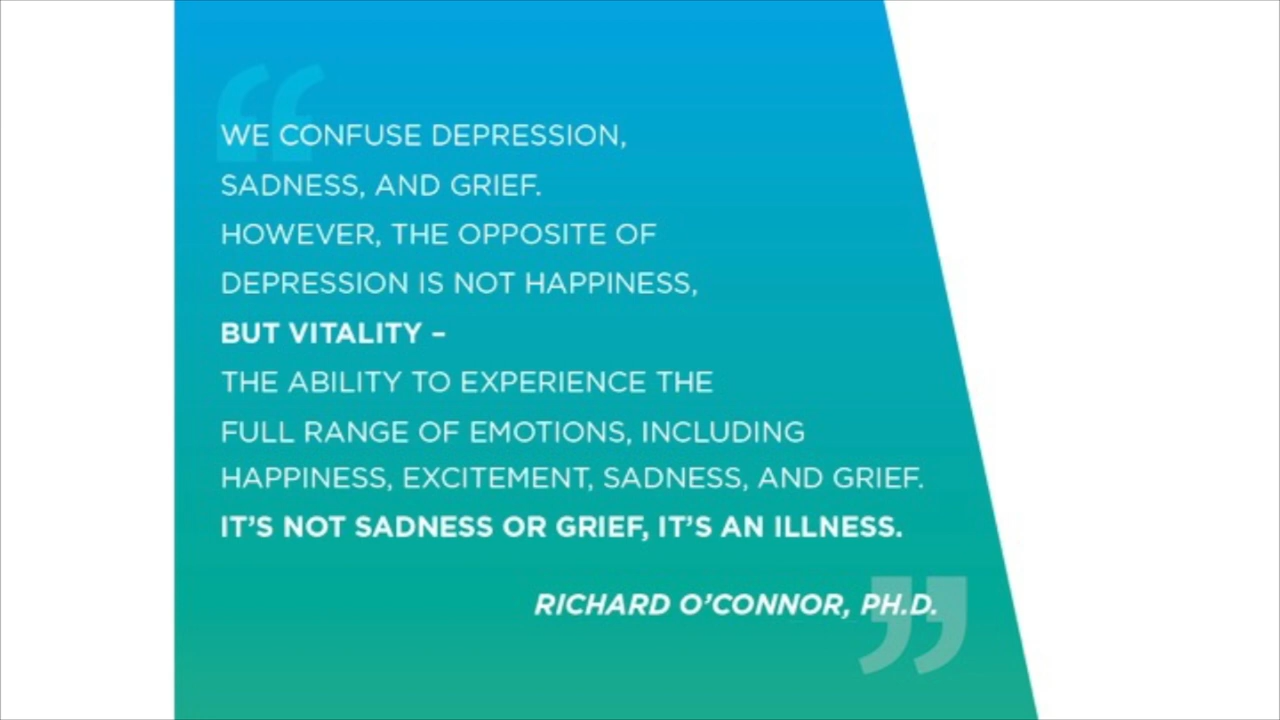 WE CONFUSE DEPRESSION,
SADNESS, AND GRIEF.
HOWEVER, THE OPPOSITE OF
DEPRESSION IS NOT HAPPINESS,
BUT VITALITY –
THE ABILITY TO EXPERIENCE THE
FULL RANGE OF EMOTIONS, INCLUDING
HAPPINESS, EXCITEMENT, SADNESS, AND GRIEF.
IT’S NOT SADNESS OR GRIEF, IT’S AN ILLNESS.
RICHARD O’CONNOR, PH.D.